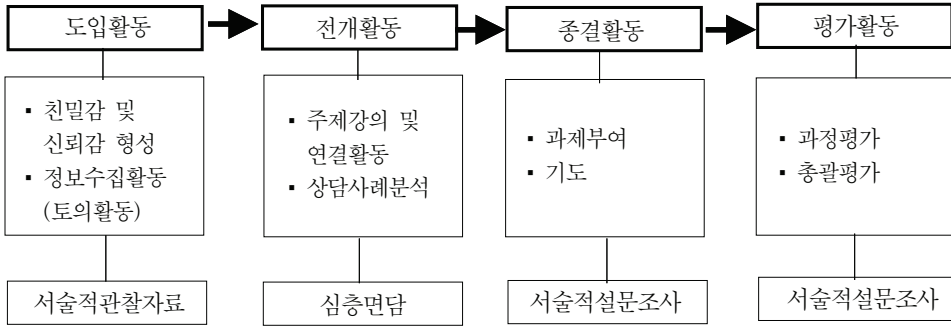 도입활동
전개활동
종결활동
평가활동
▪ 친밀감 및
신뢰감 형성
▪ 정보수집활동
(토의활동)
▪ 주제강의 및
연결활동
▪ 상담사례분석
▪ 과제부여
▪ 기도
▪ 과정평가
▪ 총괄평가
서술적관찰자료
심층면담
서술적설문조사
서술적설문조사